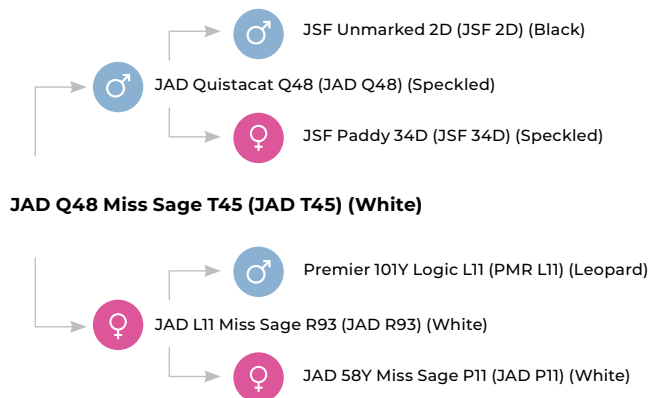 JSF Unmarked 2D (JSF 2D) (Black)
JAD Quistacat Q48 (JAD Q48) (Speckled)
JSF Paddy 34D (JSF 34D) (Speckled)
JAD Q48 Miss Sage T45 (JAD T45) (White)
Premier 101Y Logic L11 (PMR L11) (Leopard)
JAD L11 Miss Sage R93 (JAD R93) (White)
JAD 58Y Miss Sage P11 (JAD P11) (White)